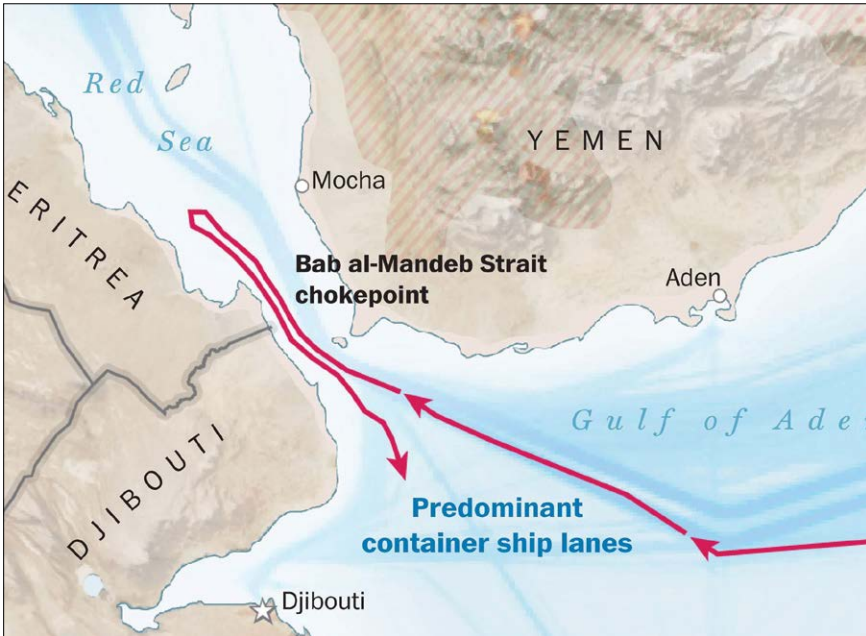 Red
Sea
YEMEN
Mocha
ERITREA
Bab al-Mandeb Strait
chokepoint
Aden
Gulf of Ade
DJIBOUTI
Predominant
container ship lanes
Djibouti